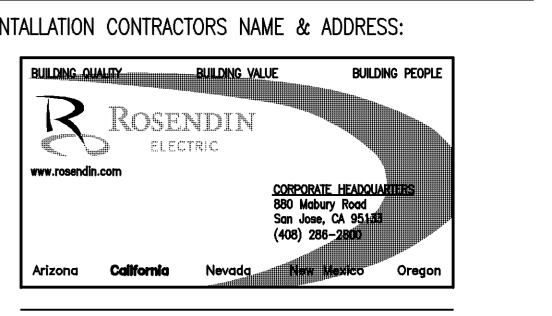 NTALLATION CONTRACTORS NAME & ADDRESS:
BUILDING QUALITY BUILDING VALUE BUILDING PEOPLE
R ROSENDIN
ELECTRIC
www.rosendin.com
CORPORATE HEADQUARTERS
880 Mabury Road
San Jose, CA 95133
(408) 286-2800
Arizona California Nevada New Mexico Oregon